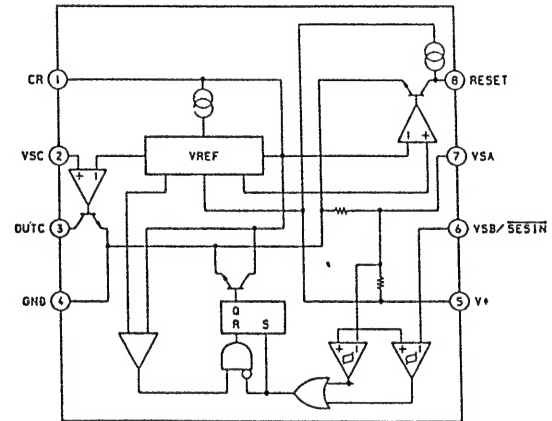 CR 1
8 RESET
VSC 2
+ -
VREF
- +
7 VSA
OUTC 3
6 VSB/SESIN
GND 4
5 V+
Q
R S
+ -
+ -